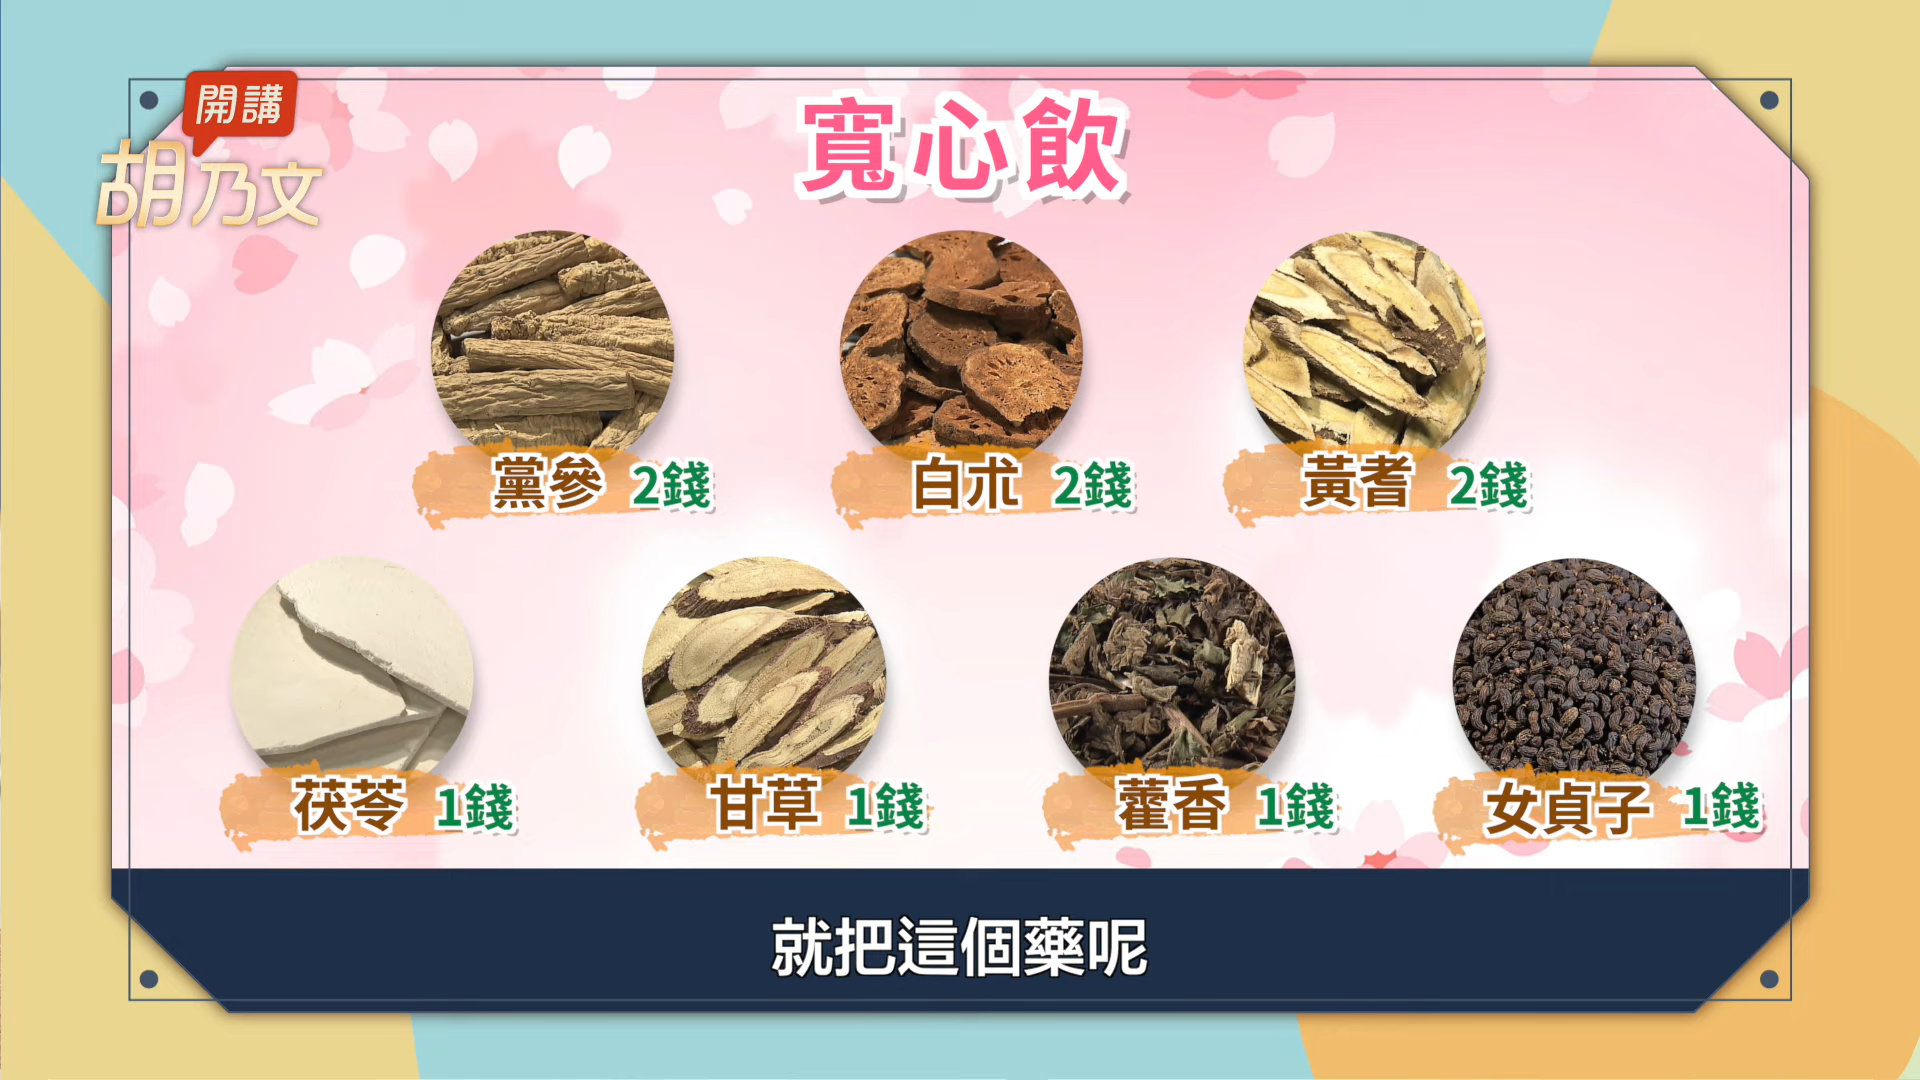 開講
胡乃文
寬心飲
黨參 2錢
白朮 2錢
黃耆 2錢
茯苓 1錢
甘草 1錢
藿香 1錢
女貞子 1錢
就把這個藥呢